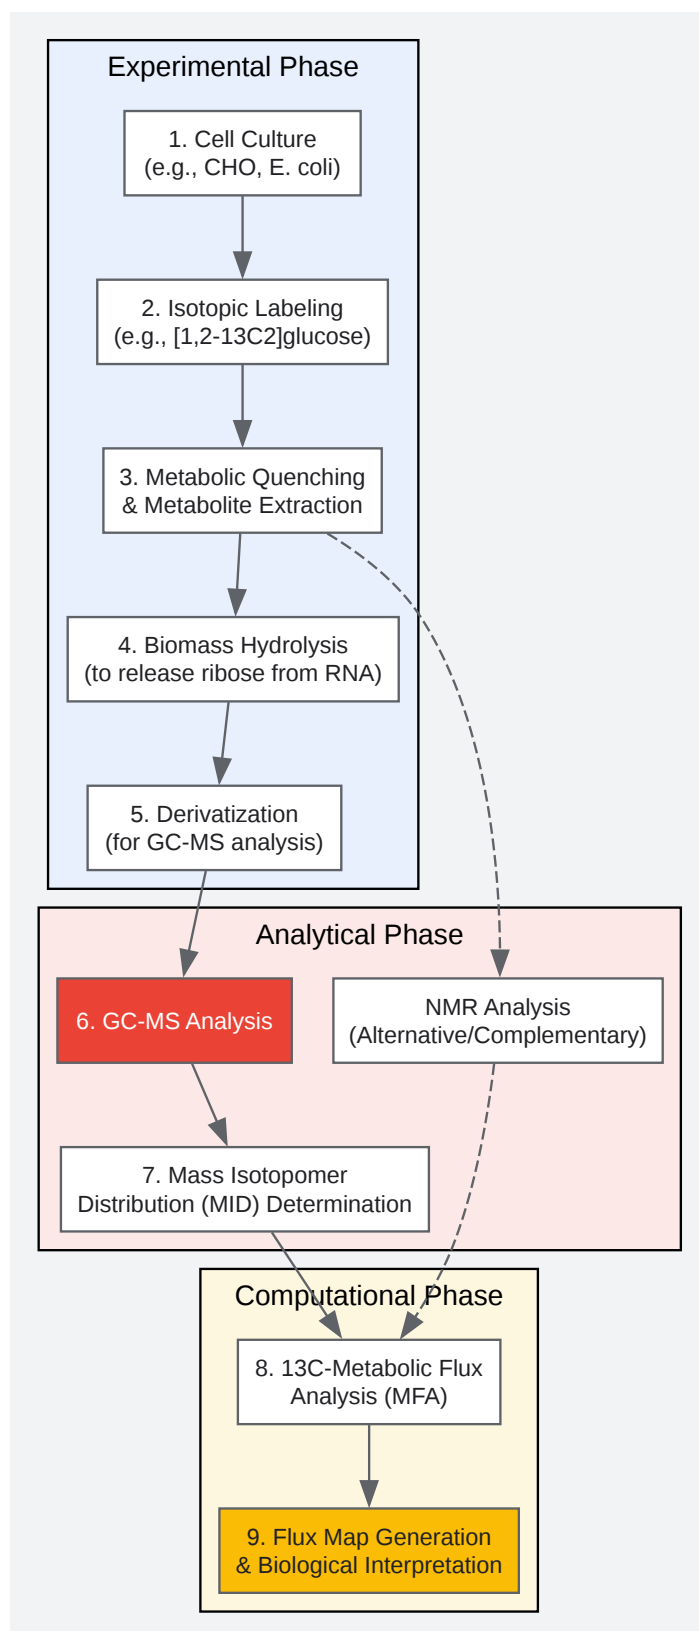 Experimental Phase
1. Cell Culture
(e.g., CHO, E. coli)
2. Isotopic Labeling
(e.g., [1,2-13C2]glucose)
3. Metabolic Quenching
& Metabolite Extraction
4. Biomass Hydrolysis
(to release ribose from RNA)
5. Derivatization
(for GC-MS analysis)
Analytical Phase
6. GC-MS Analysis
NMR Analysis
(Alternative/Complementary)
7. Mass Isotopomer
Distribution (MID) Determination
Computational Phase
8. 13C-Metabolic Flux
Analysis (MFA)
9. Flux Map Generation
& Biological Interpretation